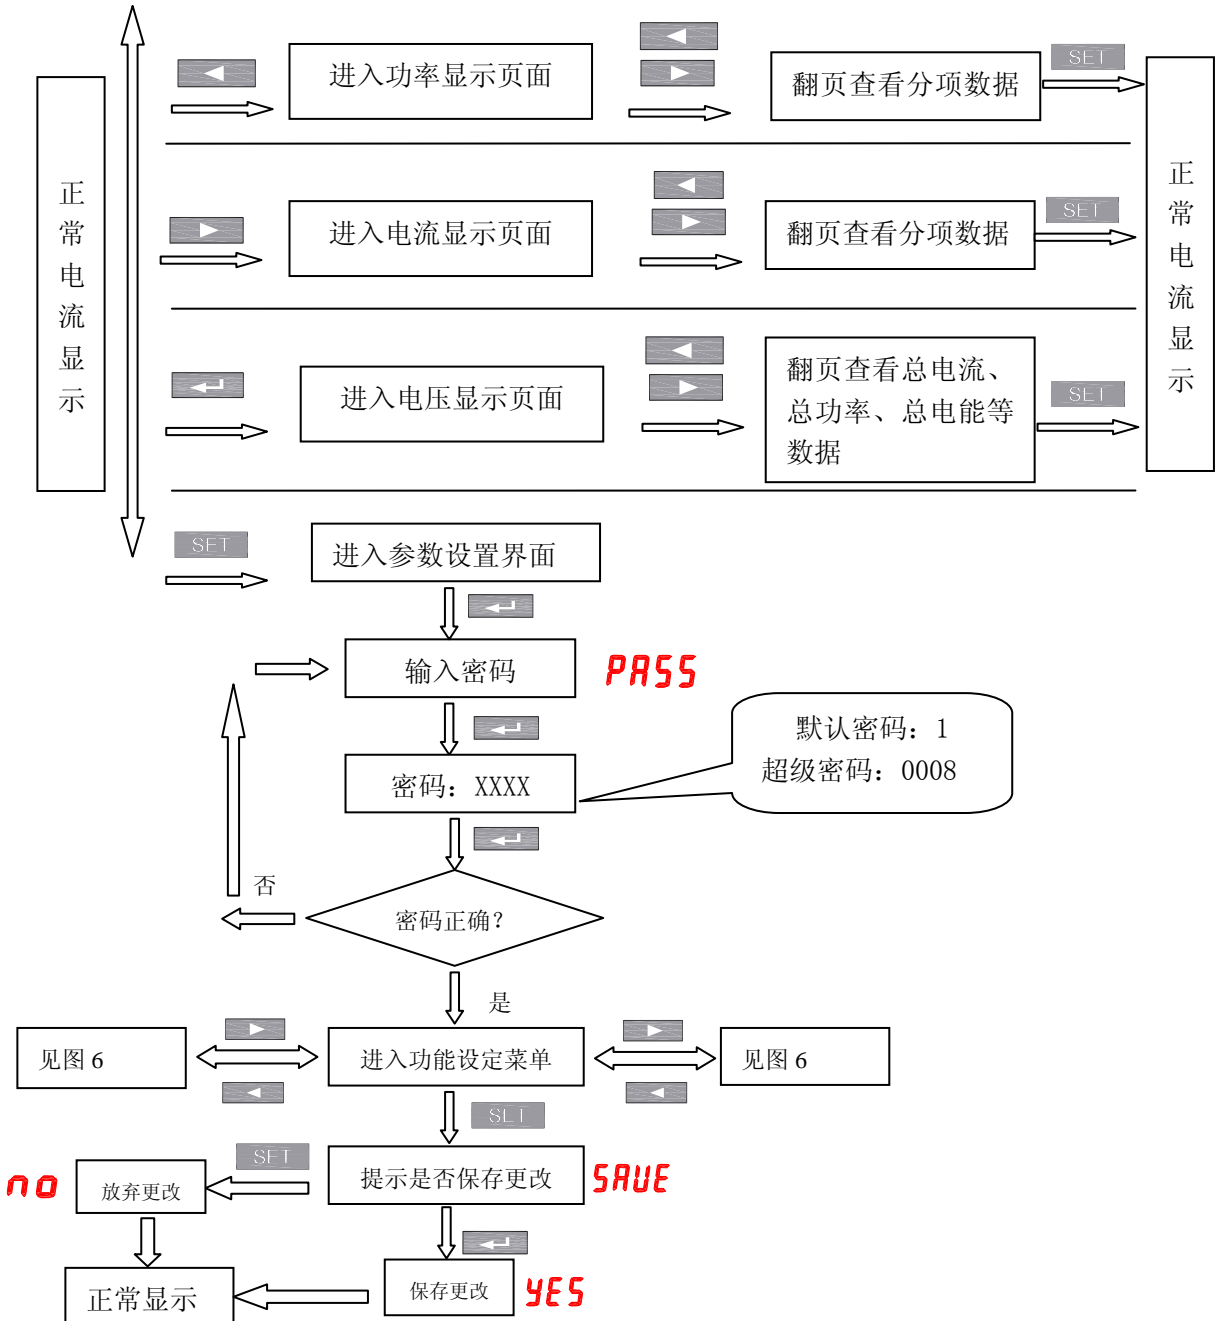 正常电流显示
进入功率显示页面
翻页查看分项数据
SET
正常电流显示
进入电流显示页面
翻页查看分项数据
SET
进入电压显示页面
翻页查看总电流、
总功率、总电能等
数据
SET
SET
进入参数设置界面
输入密码
PASS
密码：XXXX
默认密码：1
超级密码：0008
密码正确?
否
是
见图 6
进入功能设定菜单
见图 6
SET
SET
no
放弃更改
提示是否保存更改
SAVE
正常显示
保存更改
YES